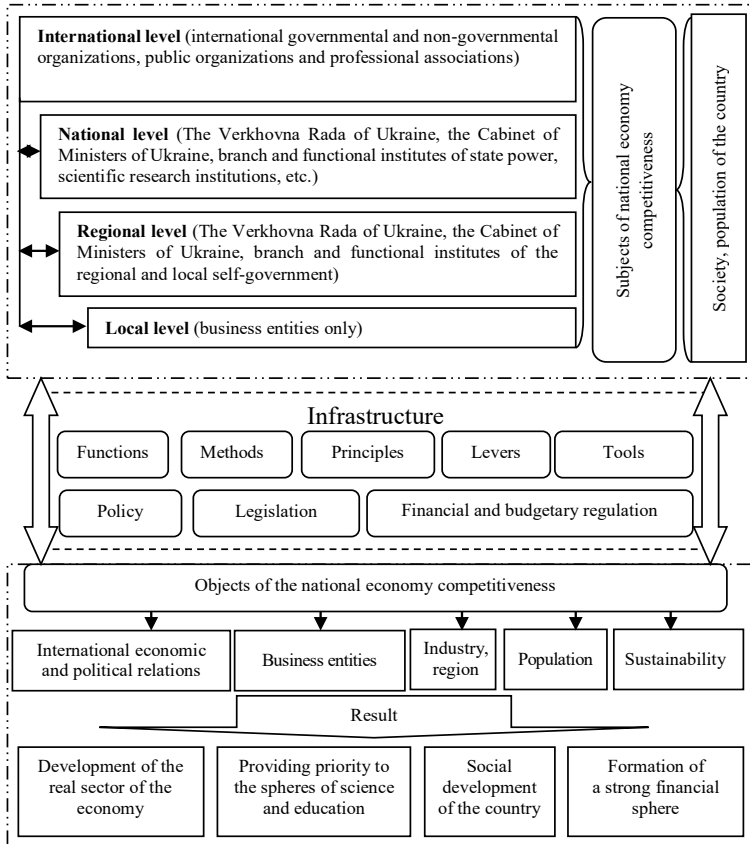 International level (international governmental and non-governmental
organizations, public organizations and professional associations)
National level (The Verkhovna Rada of Ukraine, the Cabinet of
Ministers of Ukraine, branch and functional institutes of state power,
scientific research institutions, etc.)
Regional level (The Verkhovna Rada of Ukraine, the Cabinet of
Ministers of Ukraine, branch and functional institutes of the
regional and local self-government)
Local level (business entities only)
Subjects of national economy
competitiveness
Society, population of the country
Infrastructure
Functions
Methods
Principles
Levers
Tools
Policy
Legislation
Financial and budgetary regulation
Objects of the national economy competitiveness
International economic
and political relations
Business entities
Industry,
region
Population
Sustainability
Result
Development of the
real sector of the
economy
Providing priority to
the spheres of science
and education
Social
development
of the country
Formation of
a strong financial
sphere